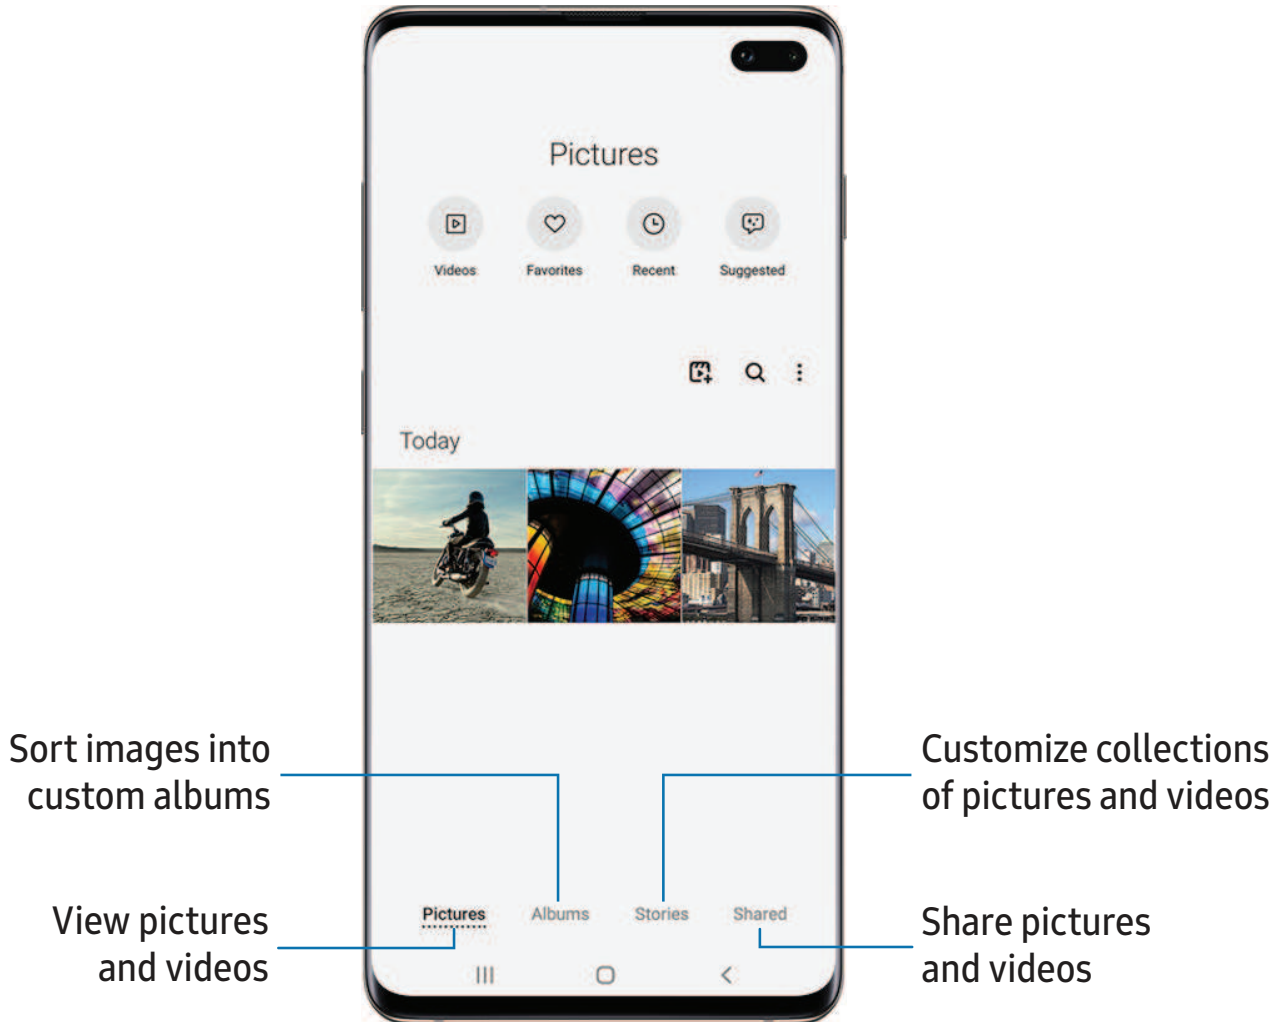 Pictures
Videos Favorites Recent Suggested
Today
Sort images into
custom albums
Customize collections
of pictures and videos
Pictures Albums Stories Shared
View pictures
and videos
Share pictures
and videos